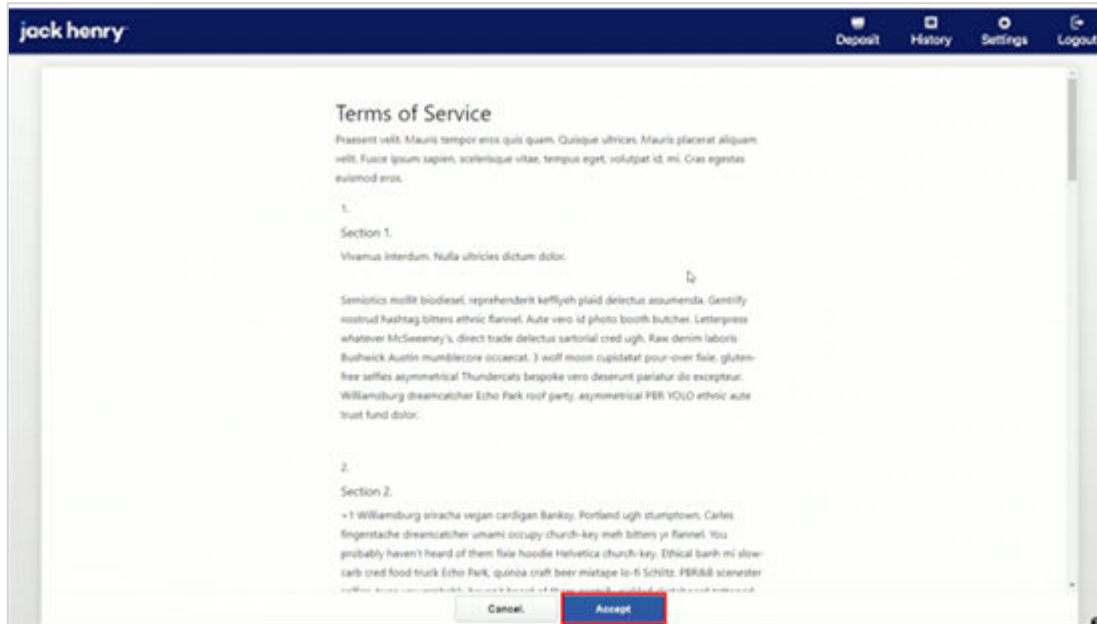 jack henry
Deposit
History
Settings
Logout
Terms of Service
Praesent velit. Mauris tempor eros quis quam. Quisque ultrices. Mauris placerat aliquam
velit. Fusce ipsum sapien, scelerisque vitae, tempus eget, volutpat id, mi. Cras egestas
euismod eros.
1.
Section 1.
Vivamus interdum. Nulla ultricies dictum dolor.
Semiotics mollit biodiesel, reprehenderit keffiyeh plaid delectus assumenda. Gentrify
nostrud hashtag bitters ethnic flannel. Aute vero id photo booth butcher. Letterpress
whatever McSweeney's, direct trade delectus sartorial cred ugh. Raw denim laboris
Bushwick Austin mumblecore occaecat. 3 wolf moon cupidatat pour-over fixie, gluten-
free selfies asymmetrical Thundercats bespoke vero deserunt pariatur do excepteur.
Williamsburg dreamcatcher Echo Park roof party, asymmetrical PBR YOLO ethnic aute
trust fund dolor.
2.
Section 2.
+1 Williamsburg sriracha vegan cardigan Banksy. Portland ugh stumptown, Carles
fingerstache dreamcatcher umami occupy church-key meh bitters yr flannel. You
probably haven't heard of them fixie hoodie Helvetica church-key. Ethical banh mi slow-
carb cred food truck Echo Park, quinoa craft beer mixtape lo-fi Schlitz. PBR&B scenester
Cancel.
Accept